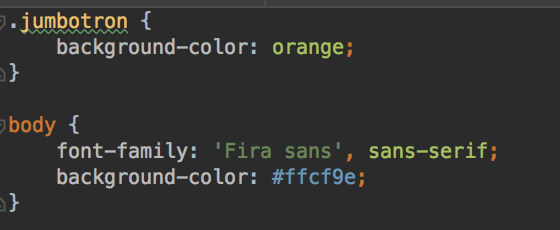 .jumbotron {
    background-color: orange;
}

body {
    font-family: 'Fira sans', sans-serif;
    background-color: #ffcf9e;
}